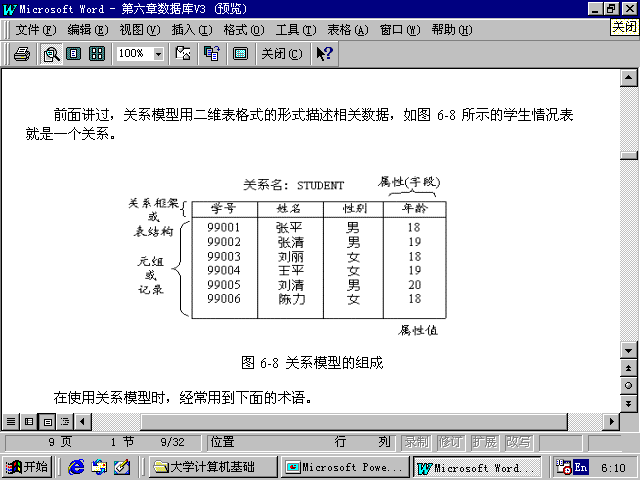 Microsoft Word - 第六章数据库V3 (预览)
文件(F) 编辑(E) 视图(V) 插入(I) 格式(O) 工具(T) 表格(A) 窗口(W) 帮助(H)
关闭
100% 关闭(C)
前面讲过，关系模型用二维表格式的形式描述相关数据，如图 6-8 所示的学生情况表
就是一个关系。
关系名：STUDENT 属性(字段)
关系框架
或
表结构
学号 姓名 性别 年龄
99001 张平 男 18
99002 张清 男 19
99003 刘丽 女 18
99004 王平 女 19
99005 刘清 男 20
99006 陈力 女 18
元组
或
记录
属性值
图 6-8 关系模型的组成
在使用关系模型时，经常用到下面的术语。
9 页 1 节 9/32 位置 行 列 录制 修订 扩展 改写
开始 大学计算机基础 Microsoft Powe... Microsoft Word... En 6:10